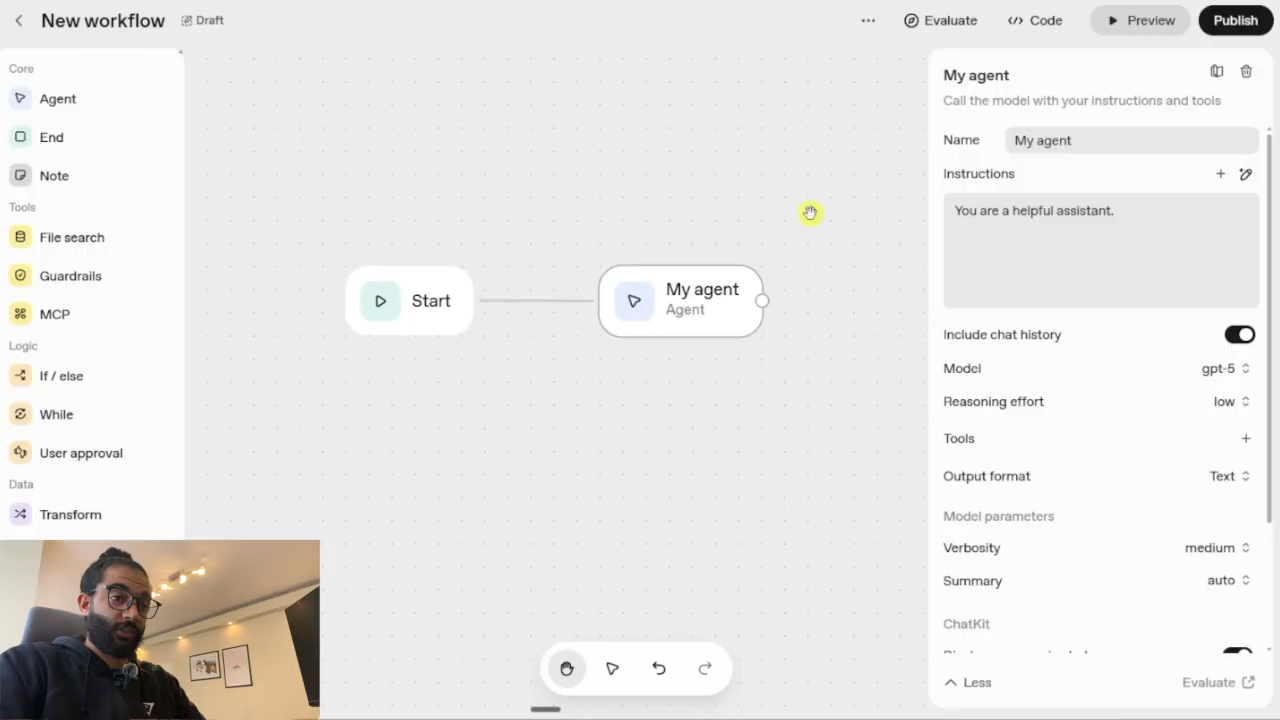 New workflow
Draft
Evaluate
Code
Preview
Publish
Core
Agent
End
Note
Tools
File search
Guardrails
MCP
Logic
If / else
While
User approval
Data
Transform
Start
My agent
Agent
My agent
Call the model with your instructions and tools
Name
My agent
Instructions
You are a helpful assistant.
Include chat history
Model
gpt-5
Reasoning effort
low
Tools
Output format
Text
Model parameters
Verbosity
medium
Summary
auto
ChatKit
Less
Evaluate